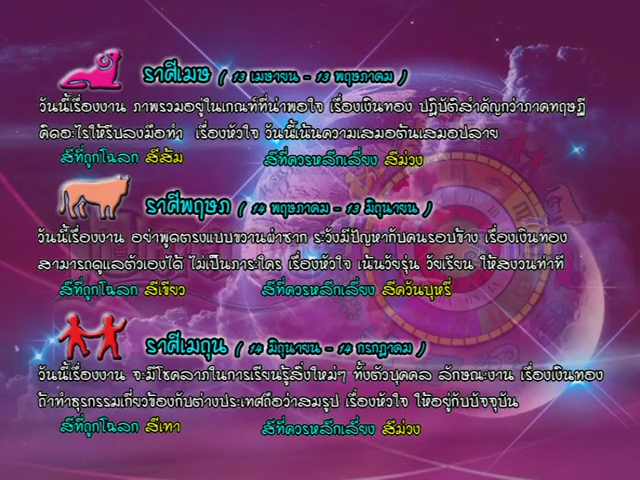 ราศีเมษ ( 13 เมษายน - 13 พฤษภาคม )
วันนี้เรื่องงาน ภาพรวมอยู่ในเกณฑ์ที่น่าพอใจ เรื่องเงินทอง ปฏิบัติสำคัญกว่าภาคทฤษฎี
คิดอะไรให้รีบลงมือทำ เรื่องหัวใจ วันนี้เน้นความเสมอต้นเสมอปลาย
สีที่ถูกโฉลก สีส้ม สีที่ควรหลีกเลี่ยง สีม่วง
ราศีพฤษภ ( 14 พฤษภาคม - 13 มิถุนายน )
วันนี้เรื่องงาน อย่าพูดตรงแบบขวานผ่าซาก ระวังมีปัญหากับคนรอบข้าง เรื่องเงินทอง
สามารถดูแลตัวเองได้ ไม่เป็นภาระใคร เรื่องหัวใจ เน้นวัยรุ่น วัยเรียน ให้สงวนท่าที
สีที่ถูกโฉลก สีเขียว สีที่ควรหลีกเลี่ยง สีควันบุหรี่
ราศีเมถุน ( 14 มิถุนายน - 14 กรกฎาคม )
วันนี้เรื่องงาน จะมีโชคลาภในการเรียนรู้สิ่งใหม่ๆ ทั้งตัวบุคคล ลักษณะงาน เรื่องเงินทอง
ถ้าทำธุรกรรมเกี่ยวข้องกับต่างประเทศถือว่าสมรูป เรื่องหัวใจ ให้อยู่กับปัจจุบัน
สีที่ถูกโฉลก สีเทา สีที่ควรหลีกเลี่ยง สีม่วง